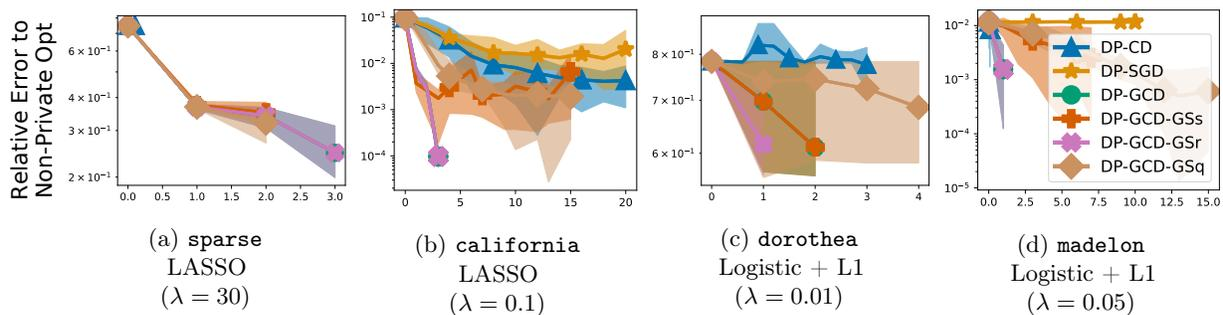 Relative Error to
Non-Private Opt
6 × 10⁻¹
4 × 10⁻¹
3 × 10⁻¹
2 × 10⁻¹
0.0 0.5 1.0 1.5 2.0 2.5 3.0
10⁻¹
10⁻²
10⁻³
10⁻⁴
0 5 10 15 20
8 × 10⁻¹
7 × 10⁻¹
6 × 10⁻¹
0 1 2 3 4
10⁻²
10⁻³
10⁻⁴
10⁻⁵
0.0 2.5 5.0 7.5 10.0 12.5 15.0
DP-CD
DP-SGD
DP-GCD
DP-GCD-GSs
DP-GCD-GSr
DP-GCD-GSq
(a) sparse
LASSO
(λ = 30)
(b) california
LASSO
(λ = 0.1)
(c) dorothea
Logistic + L1
(λ = 0.01)
(d) madelon
Logistic + L1
(λ = 0.05)